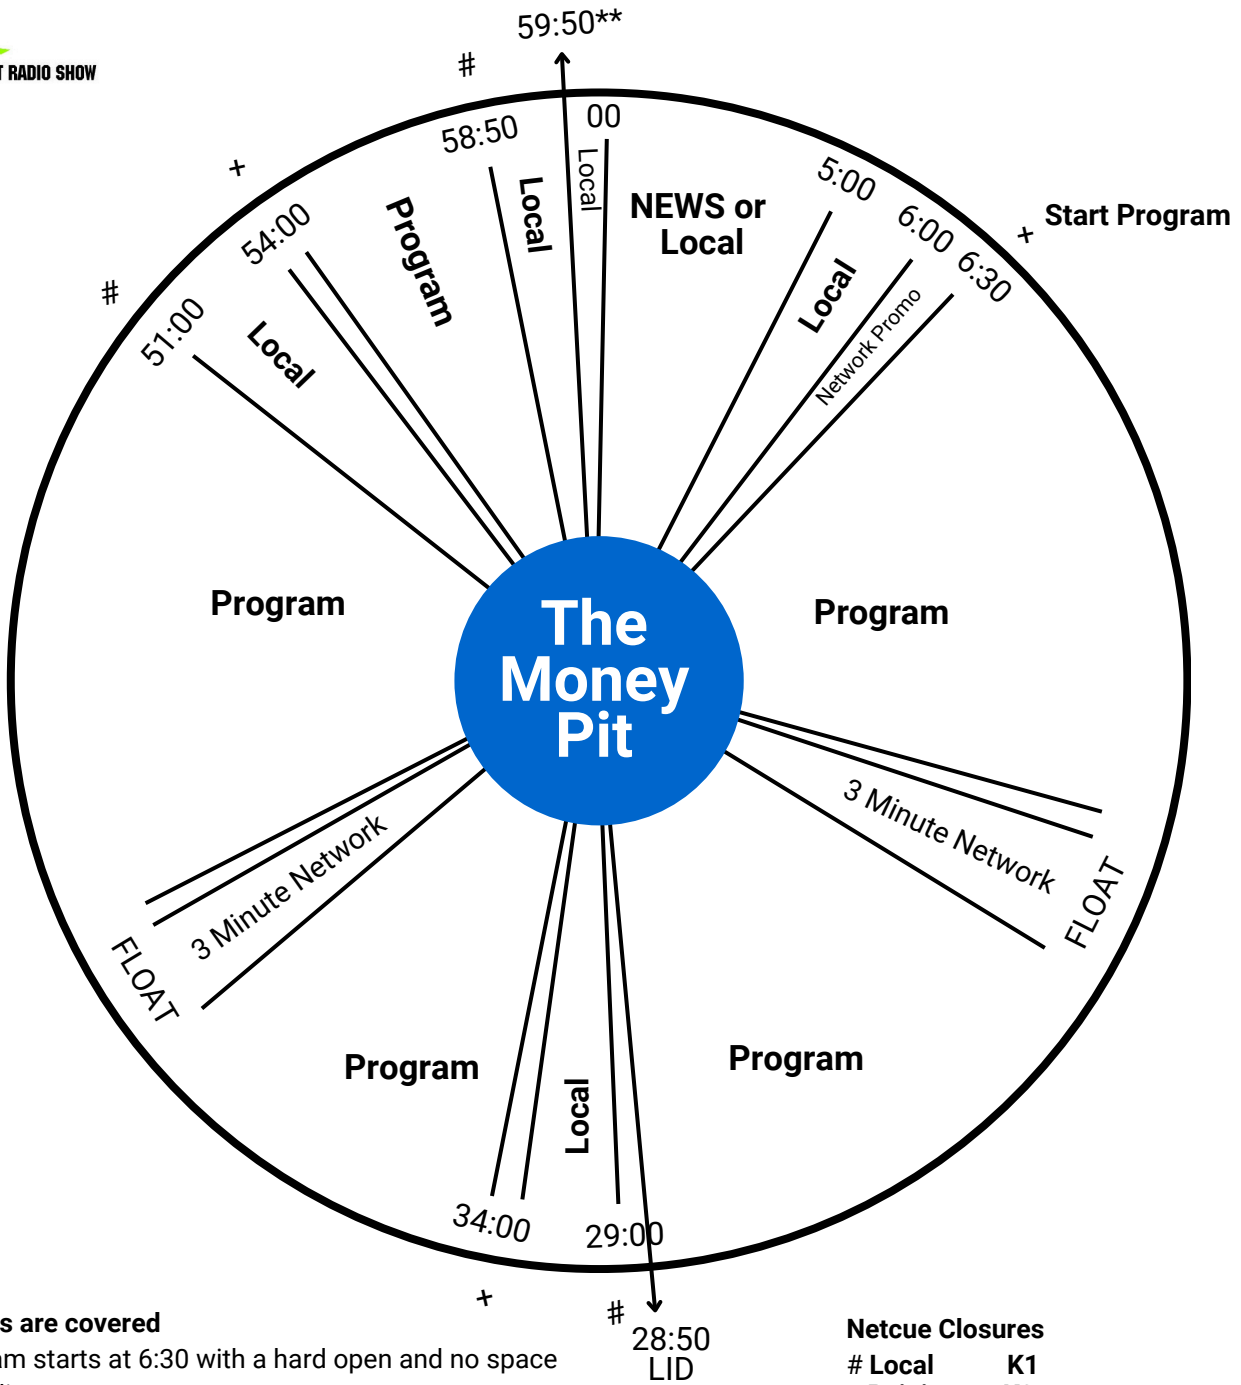 T RADIO SHOW
59:50**
#
58:50
00
Local
Local
NEWS or
Local
5:00
6:00
6:30
+
Start Program
Local
Network Promo
+
54:00
Program
#
51:00
Local
Program
Program
The
Money
Pit
3 Minute Network
FLOAT
3 Minute Network
FLOAT
Program
Program
Local
34:00
29:00
+
#
28:50
LID
s are covered
am starts at 6:30 with a hard open and no space
Netcue Closures
# Local K1